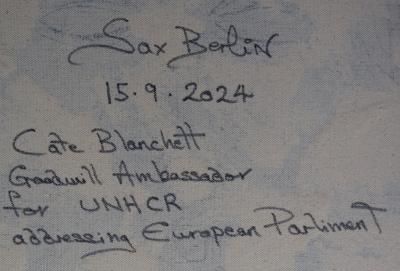 Sax Berlin
15.9.2024
Cate Blanchett
Goodwill Ambassador
for UNHCR
addressing European Parliment